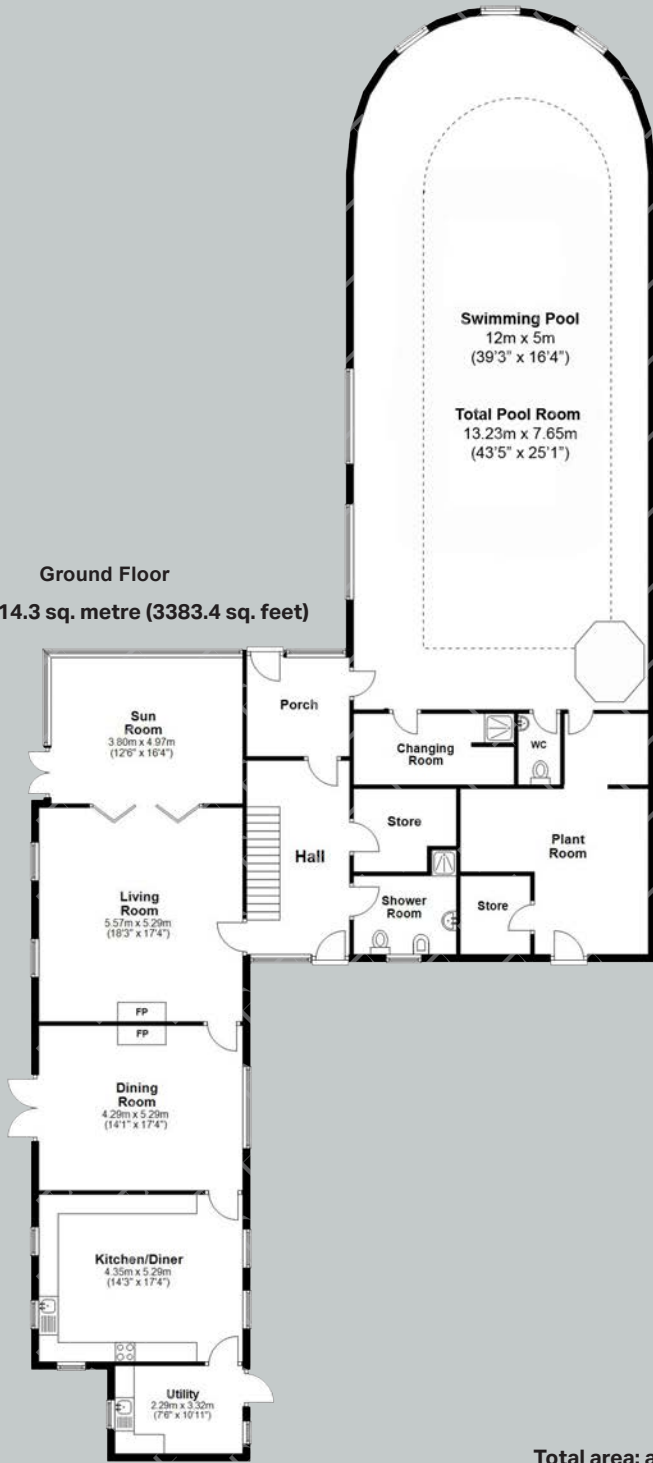 Swimming Pool
12m x 5m
(39'3" x 16'4")
Total Pool Room
13.23m x 7.65m
(43'5" x 25'1")
Ground Floor
14.3 sq. metre (3383.4 sq. feet)
Porch
Sun
Room
3.80m x 4.97m
(12'6" x 16'4")
Changing
Room
WC
Store
Hall
Plant
Room
Living
Room
5.57m x 5.29m
(18'3" x 17'4")
Shower
Room
Store
FP
FP
Dining
Room
4.29m x 5.29m
(14'1" x 17'4")
Kitchen/Diner
4.35m x 5.29m
(14'3" x 17'4")
Utility
2.29m x 3.32m
(7'6" x 10'11")
Total area: a